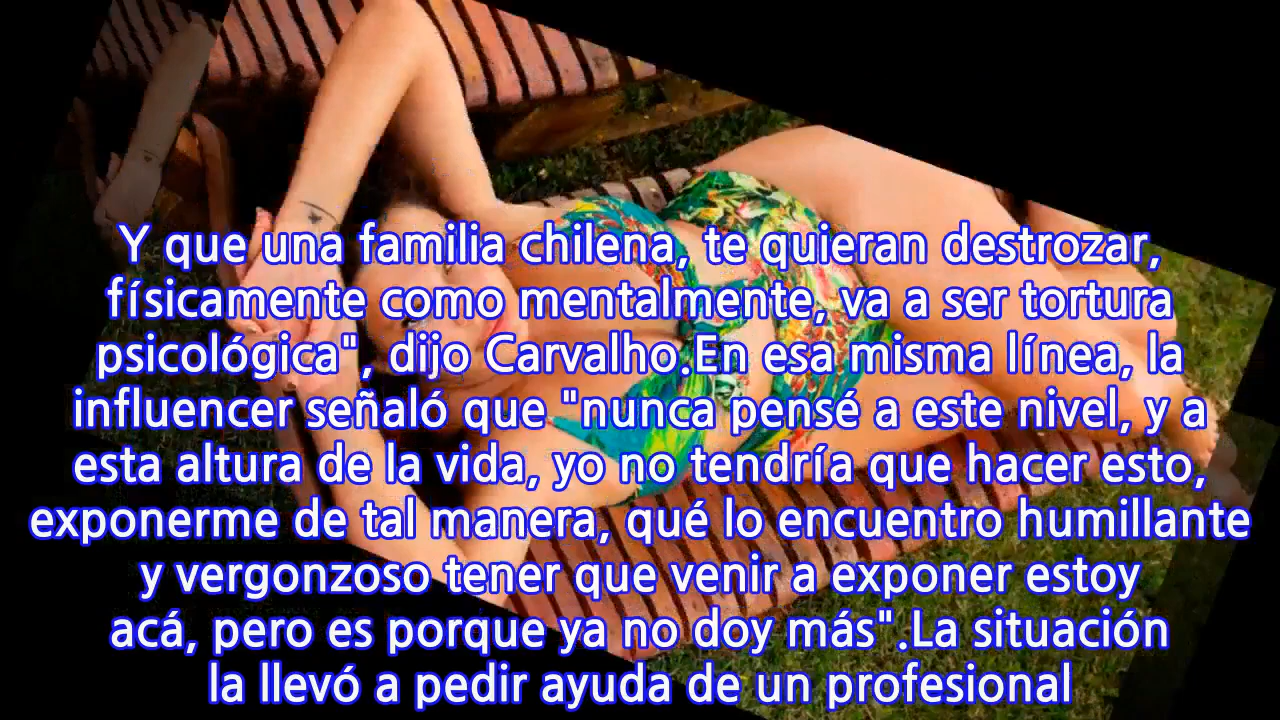 Y que una familia chilena, te quieran destrozar,
físicamente como mentalmente, va a ser tortura
psicológica", dijo Carvalho.En esa misma línea, la
influencer señaló que "nunca pensé a este nivel, y a
esta altura de la vida, yo no tendría que hacer esto,
exponerme de tal manera, qué lo encuentro humillante
y vergonzoso tener que venir a exponer estoy
acá, pero es porque ya no doy más".La situación
la llevó a pedir ayuda de un profesional